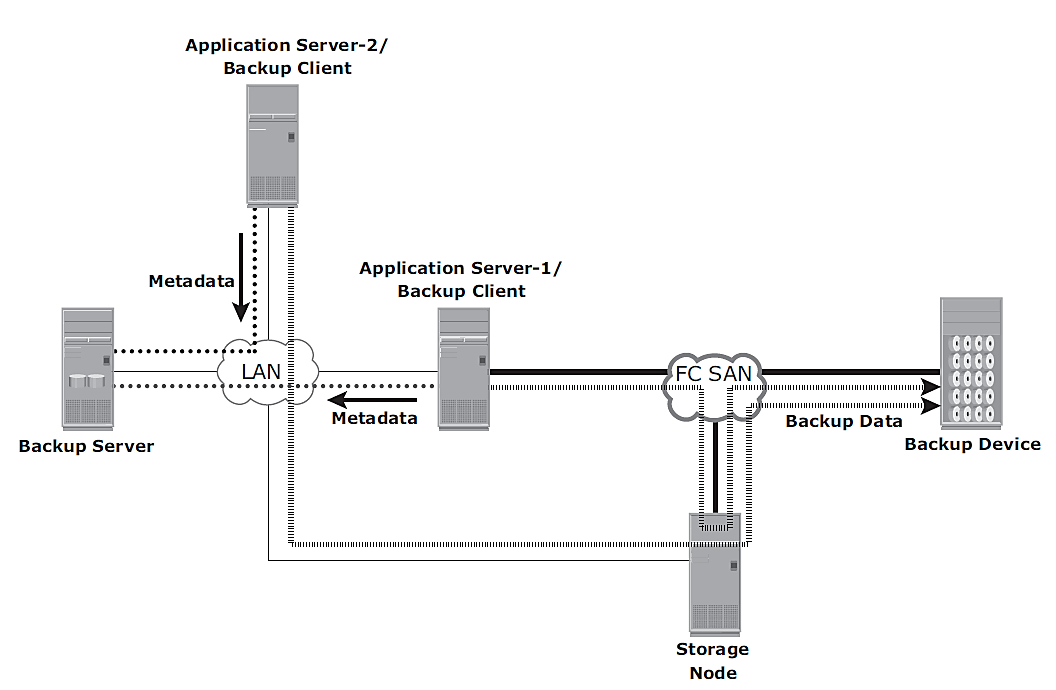 Application Server-2/
Backup Client
Metadata
Application Server-1/
Backup Client
LAN
FC SAN
Metadata
Backup Data
Backup Server
Backup Device
Storage
Node